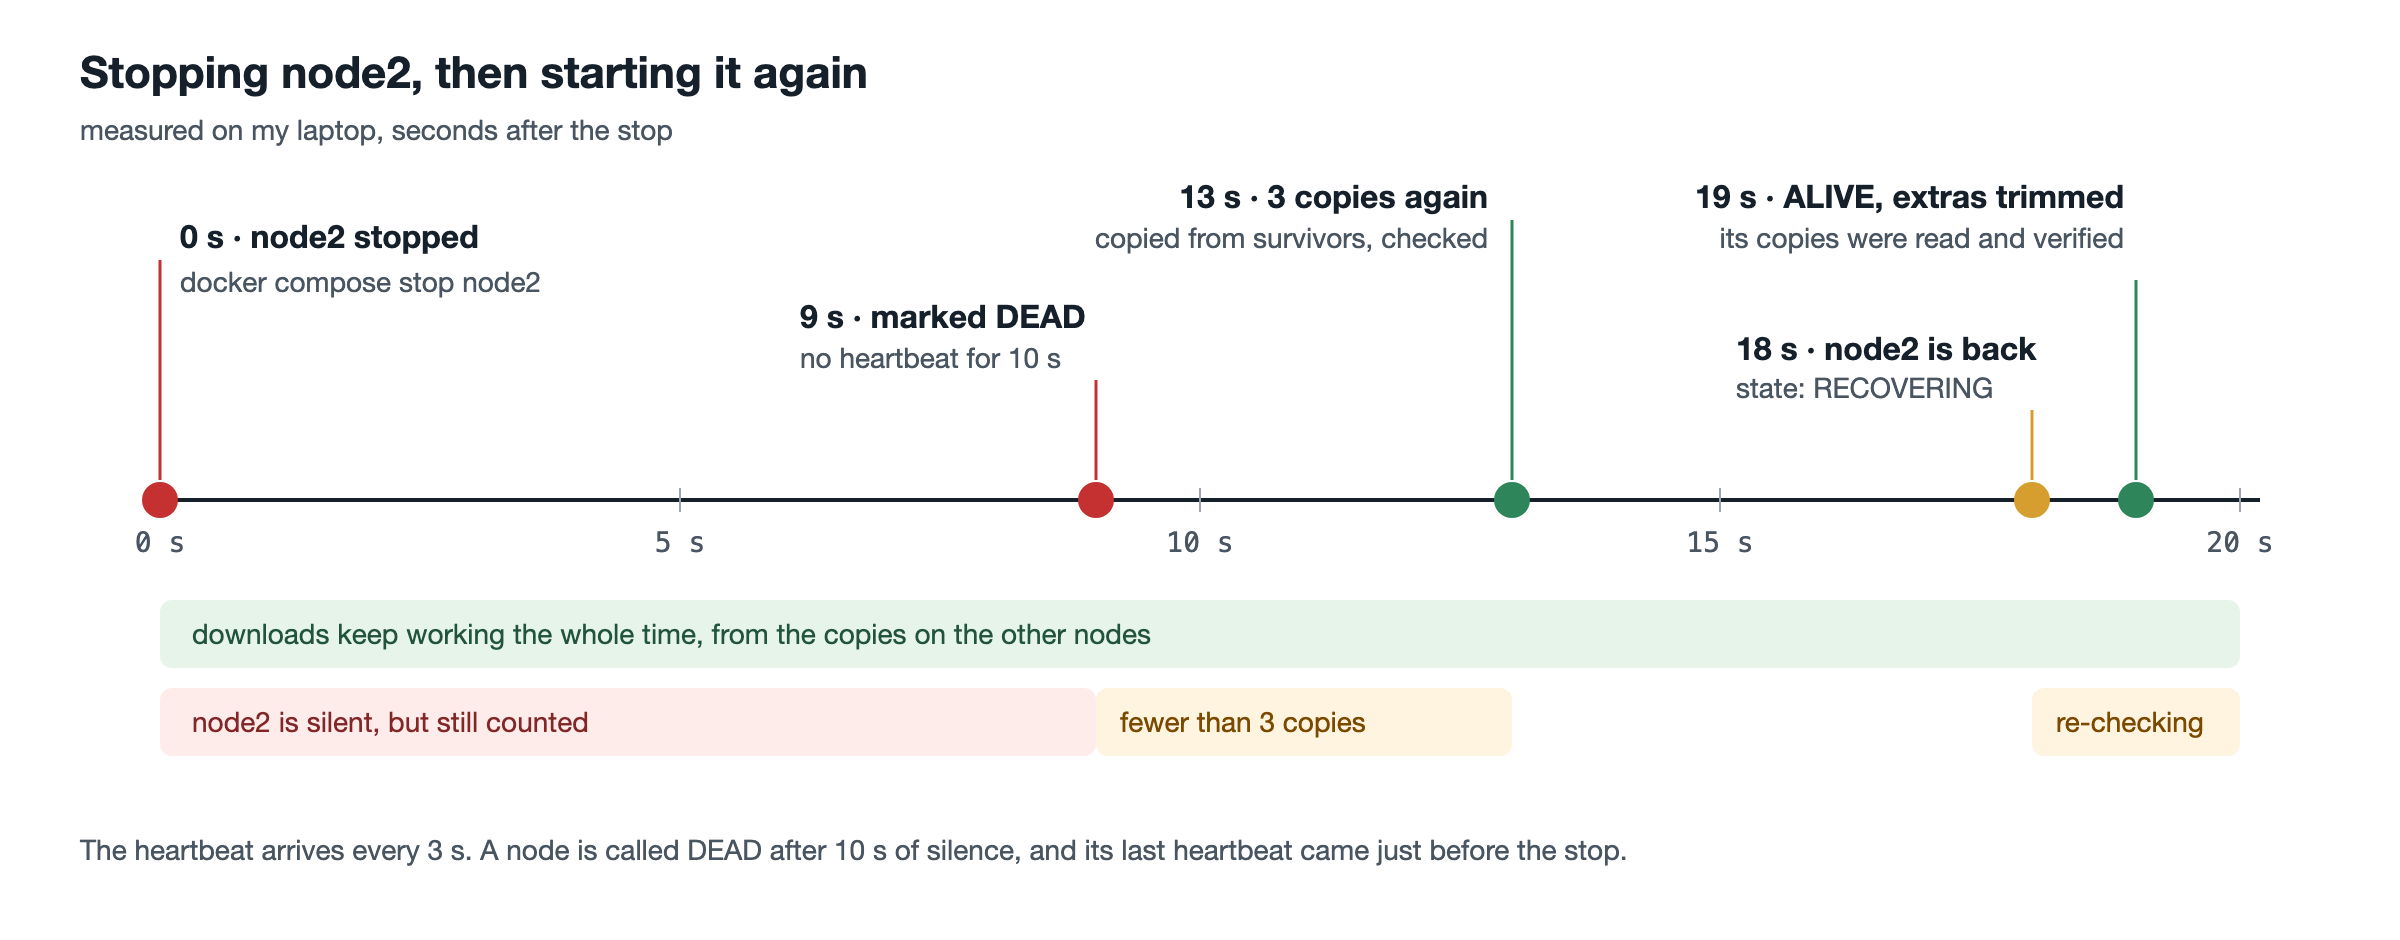 Stopping node2, then starting it again
measured on my laptop, seconds after the stop
0 s · node2 stopped
docker compose stop node2
9 s · marked DEAD
no heartbeat for 10 s
13 s · 3 copies again
copied from survivors, checked
18 s · node2 is back
state: RECOVERING
19 s · ALIVE, extras trimmed
its copies were read and verified
0 s
5 s
10 s
15 s
20 s
downloads keep working the whole time, from the copies on the other nodes
node2 is silent, but still counted
fewer than 3 copies
re-checking
The heartbeat arrives every 3 s. A node is called DEAD after 10 s of silence, and its last heartbeat came just before the stop.